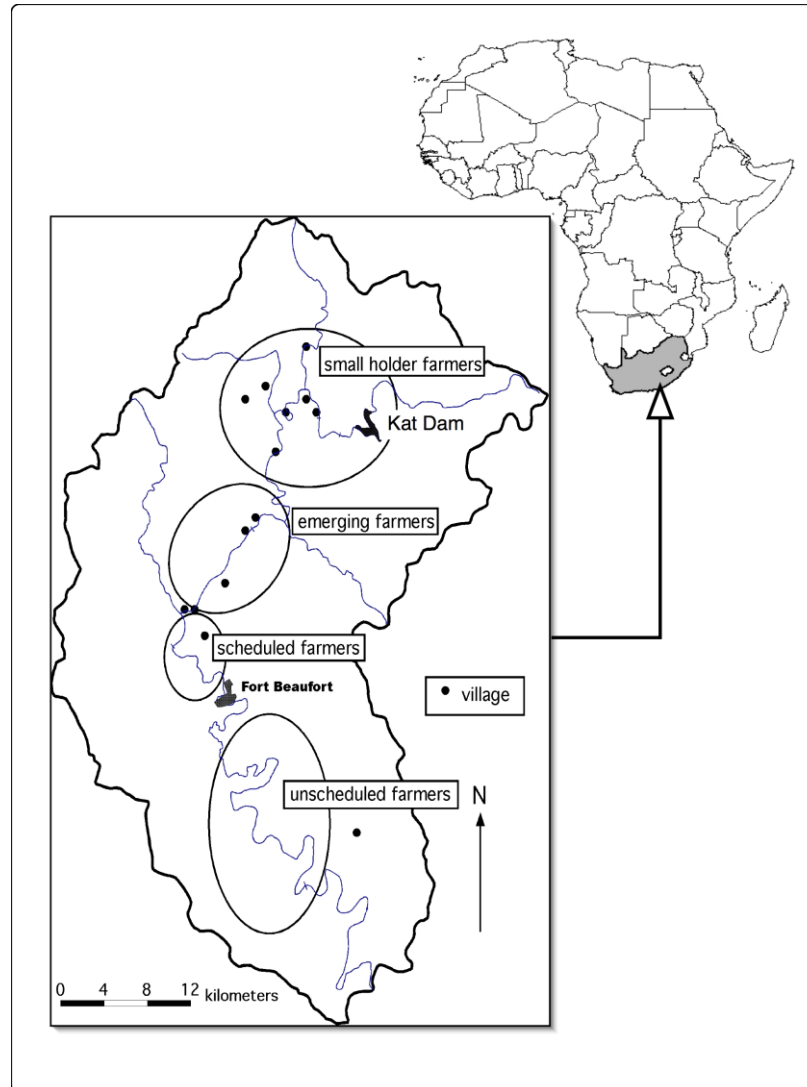 small holder farmers
Kat Dam
emerging farmers
scheduled farmers
Fort Beaufort
village
unscheduled farmers
N
0 4 8 12 kilometers